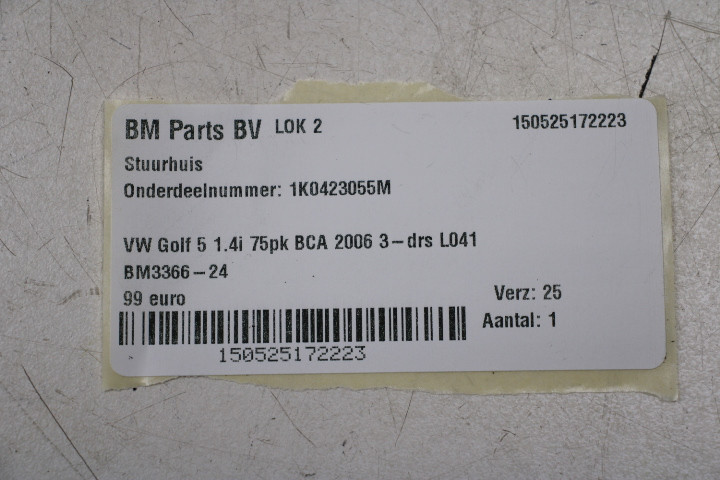 BM Parts BV LOK 2 150525172223
Stuurhuis
Onderdeelnummer: 1K0423055M
VW Golf 5 1.4i 75pk BCA 2006 3-drs L041
BM3366-24
99 euro Verz: 25
Aantal: 1
150525172223